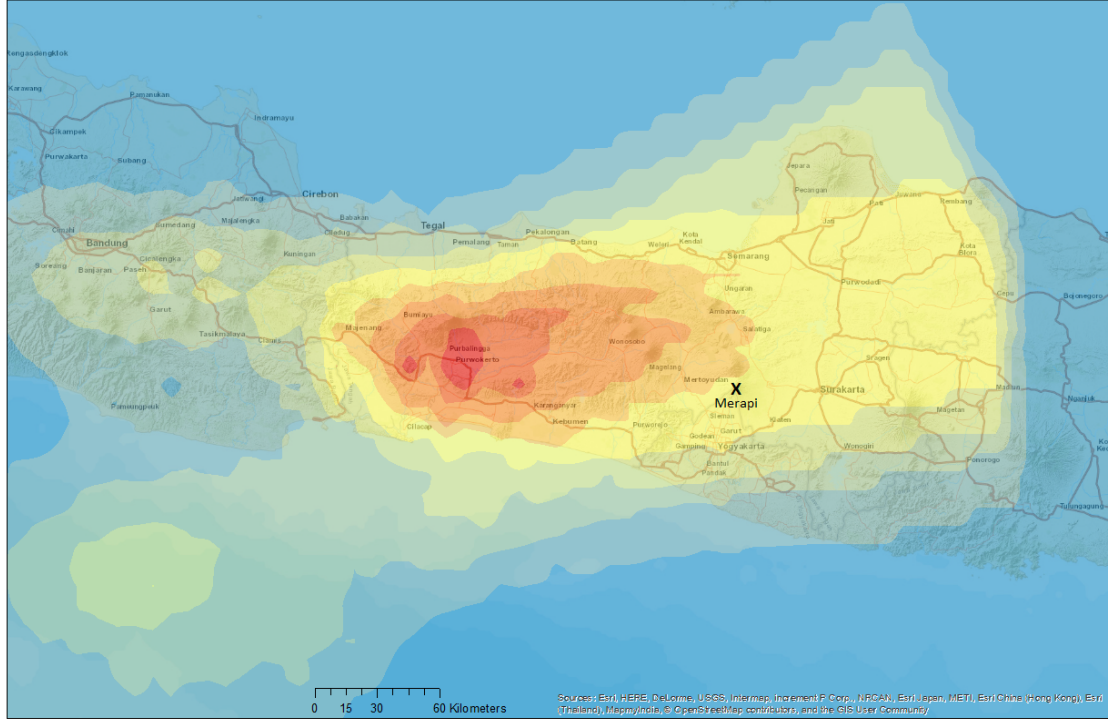 Rengasdengklok
Karawang
Pamanukan
Indramayu
Cikampek
Purwakarta
Subang
Jepara
Pecangan
Cirebon
Jatiwangi
Pati
Juwana
Rembang
Babakan
Tegal
Majalengka
Sumedang
Cimahi
Ciledug
Pemalang
Taman
Pekalongan
Batang
Weleri
Kota
Kendal
Bandung
Kuningan
Semarang
Kota
Blora
Soreang
Banjaran
Paseh
Cicalengka
Purwodadi
Ungaran
Cepu
Bojonegoro
Garut
Bumiayu
Ambarawa
Majenang
Salatiga
Tasikmalaya
Ciamis
Purbalingga
Purwokerto
Wonosobo
Sragen
Magelang
Mertoyudan
X
Merapi
Surakarta
Madiun
Nganjuk
Pameungpeuk
Karanganyar
Magetan
Cilacap
Kebumen
Purworejo
Sleman
Klaten
Godean
Garut
Gamping
Yogyakarta
Wonogiri
Ponorogo
Bantul
Pandak
Tulungagung
0 15 30 60 Kilometers
Sources: Esri, HERE, DeLorme, USGS, Intermap, increment P Corp., NRCAN, Esri Japan, METI, Esri China (Hong Kong), Esri
(Thailand), MapmyIndia, © OpenStreetMap contributors, and the GIS User Community